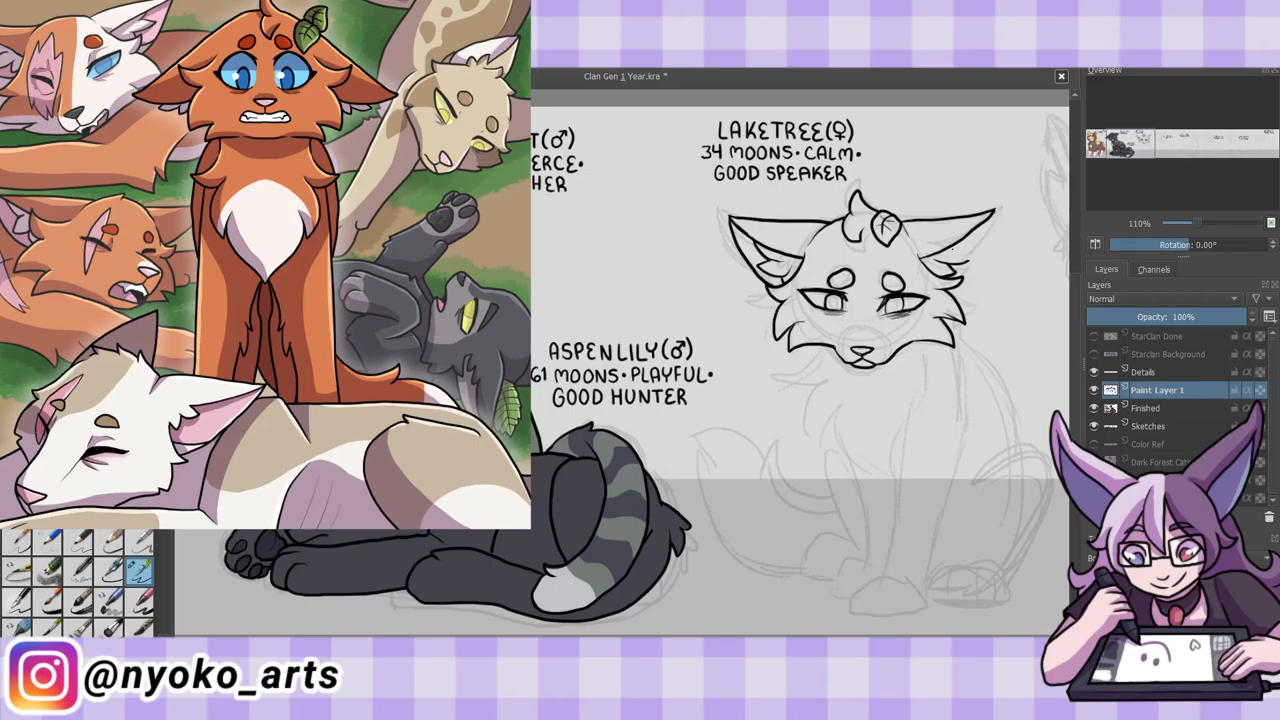 Clan Gen 1 Year.kra *
Overview
T(♂)
ERCE•
HER
LAKETREE(♀)
34 MOONS•CALM•
GOOD SPEAKER
ASPENLILY(♂)
61 MOONS•PLAYFUL•
GOOD HUNTER
110%
Rotation: 0.00°
Layers
Channels
Layers
Normal
Opacity: 100%
StarClan Done
Starclan Background
Details
Paint Layer 1
Finished
Sketches
Color Ref
Dark Forest Cats
@nyoko_arts